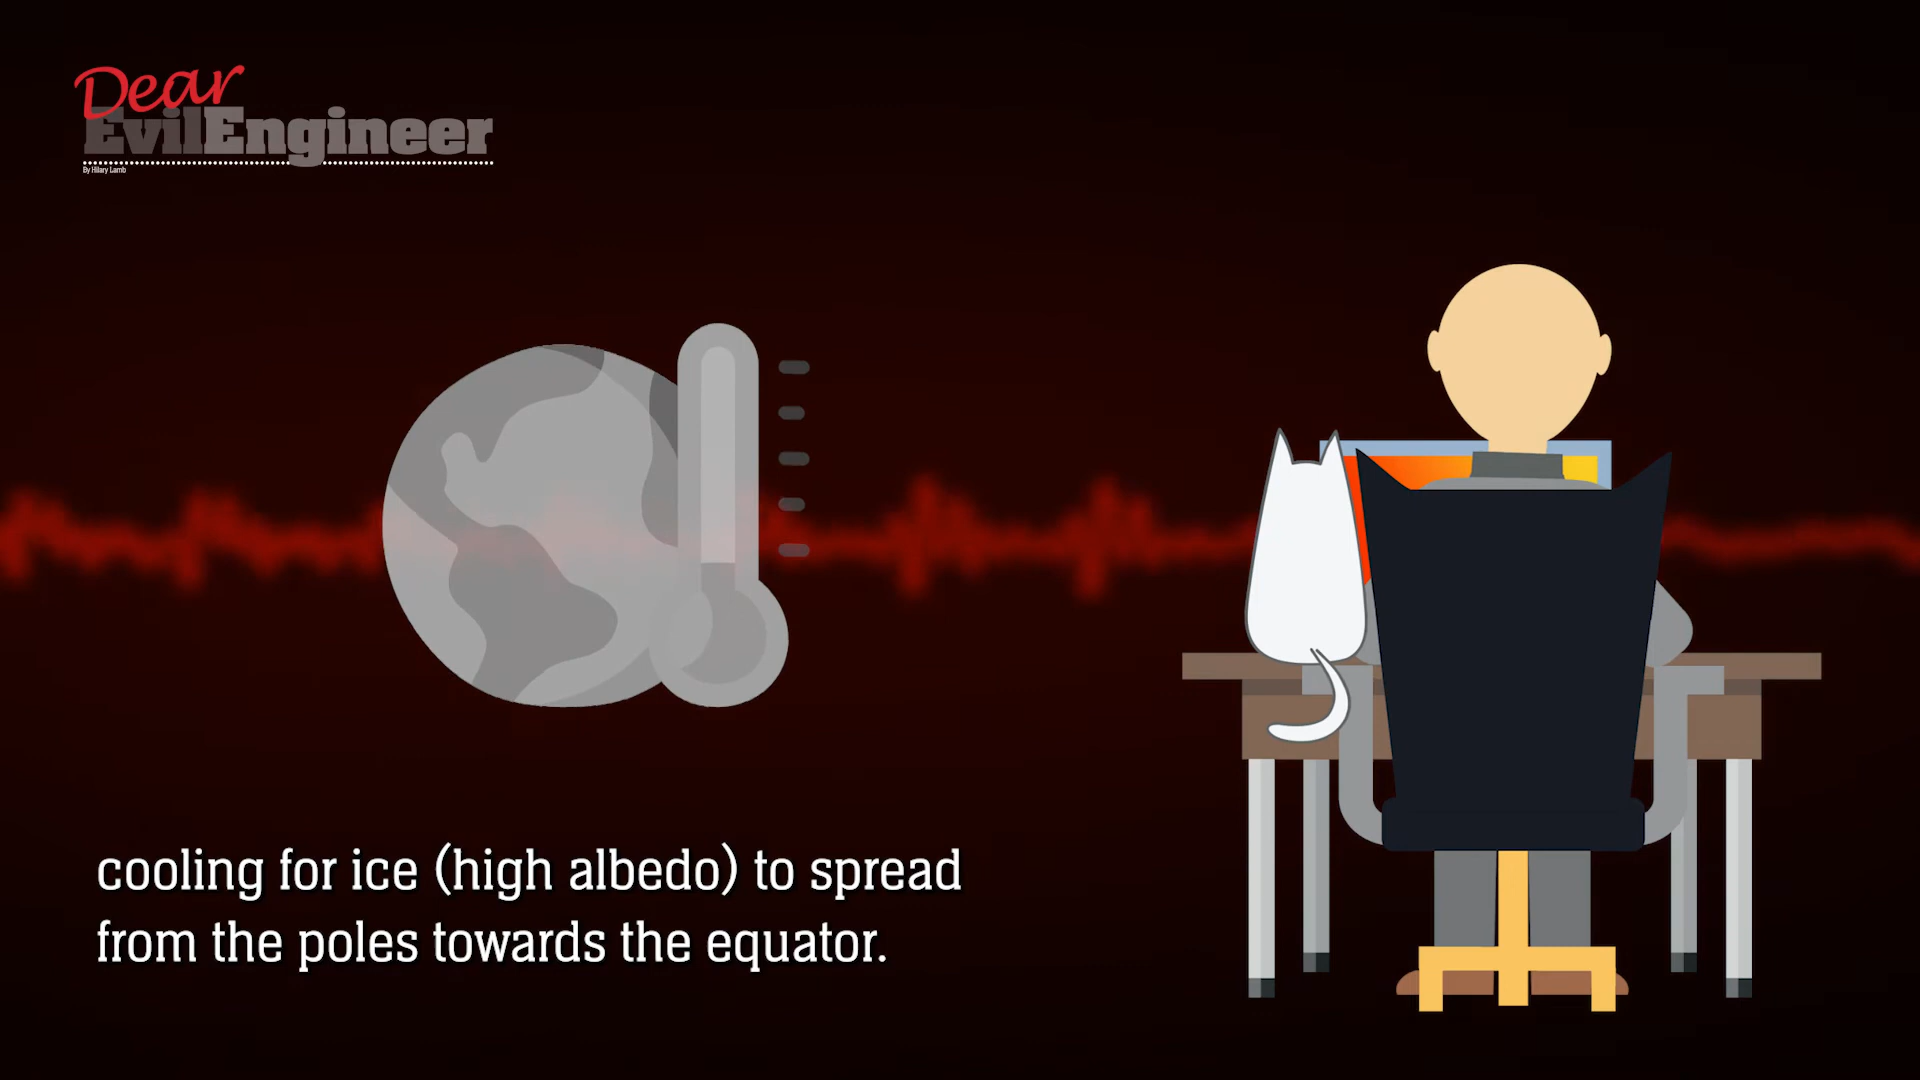 Dear
EvilEngineer
By Hilary Lamb
cooling for ice (high albedo) to spread
from the poles towards the equator.